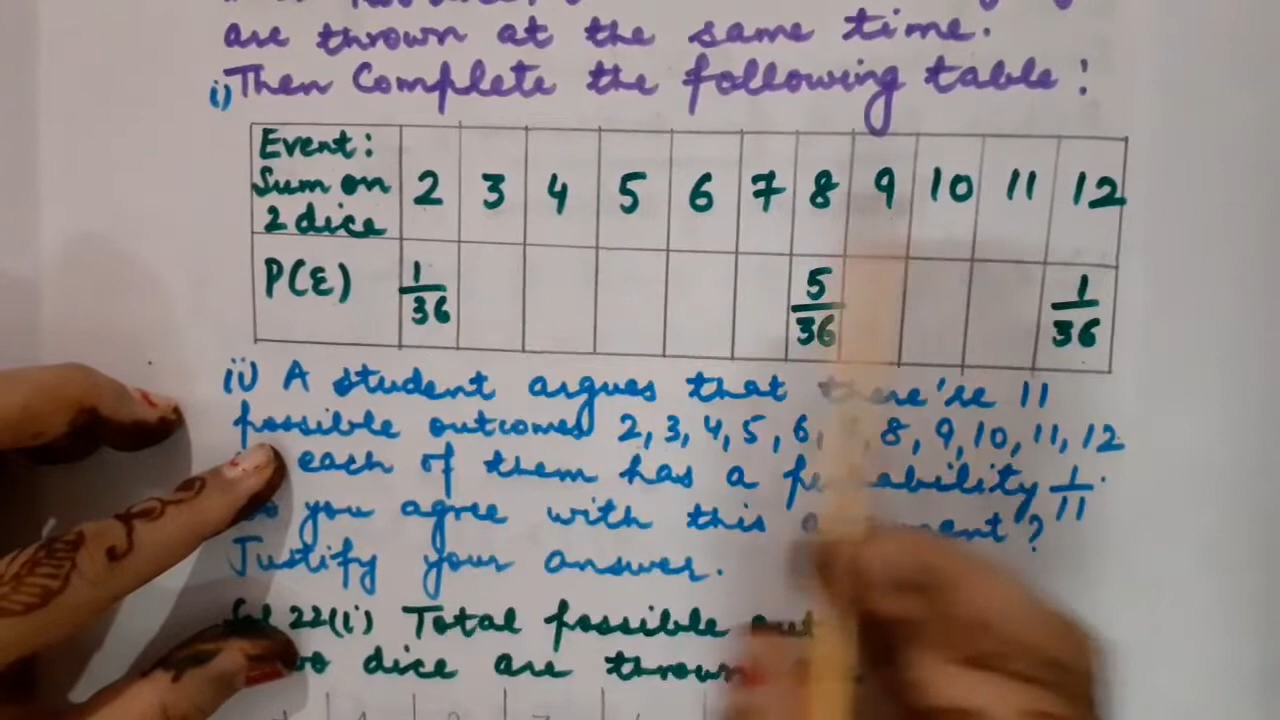 are thrown at the same time.
i) Then Complete the following table :
Event: Sum on 2 dice 2 3 4 5 6 7 8 9 10 11 12
P(E) 1/36 5/36 1/36
ii) A student argues that there're 11
possible outcomes 2, 3, 4, 5, 6, 8, 9, 10, 11, 12
each of them has a 1/11.
you agree with this
Justify your answer.
22(i) Total possible
dice are thrown